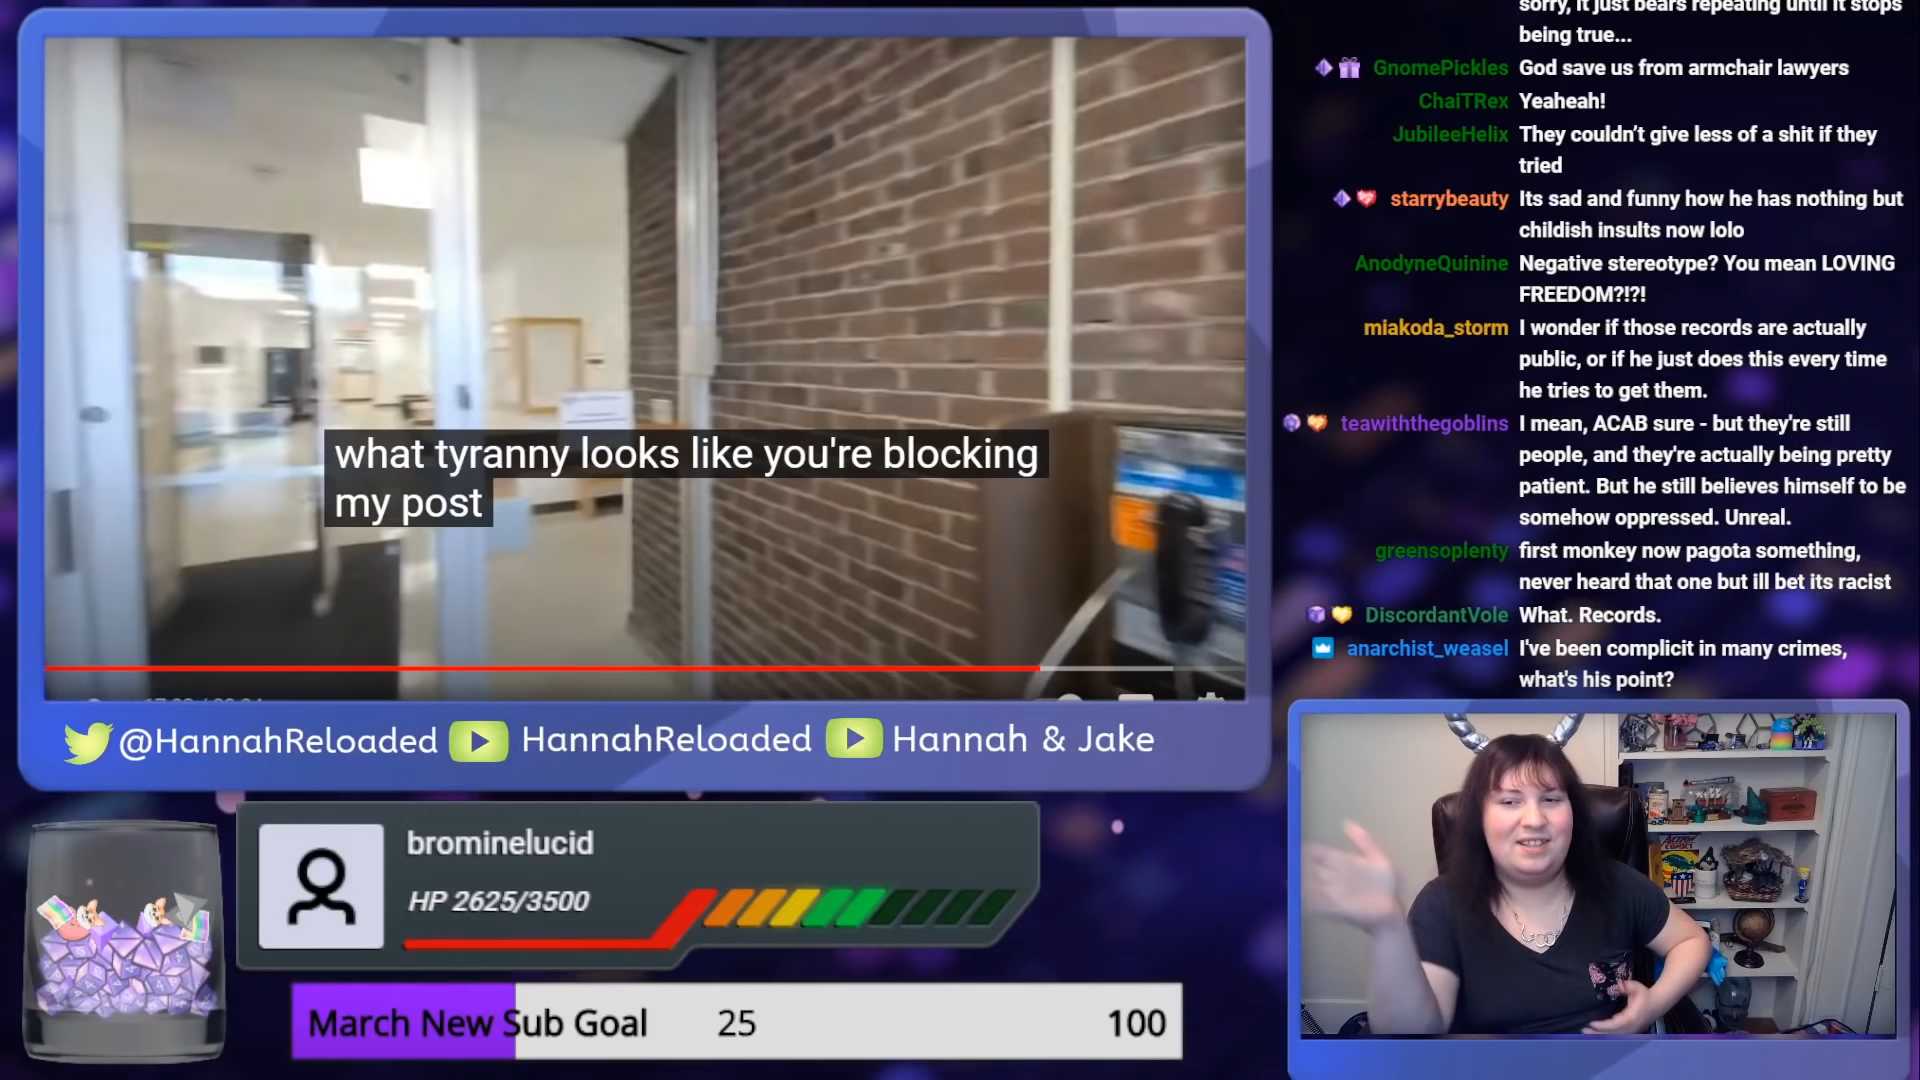 what tyranny looks like you're blocking
my post
@HannahReloaded HannahReloaded Hannah & Jake
brominelucid
HP 2625/3500
March New Sub Goal 25 100
sorry, it just bears repeating until it stops
being true...
GnomePickles God save us from armchair lawyers
ChaiTRex Yeaheah!
JubileeHelix They couldn't give less of a shit if they
tried
starrybeauty Its sad and funny how he has nothing but
childish insults now lolo
AnodyneQuinine Negative stereotype? You mean LOVING
FREEDOM?!?!
miakoda_storm I wonder if those records are actually
public, or if he just does this every time
he tries to get them.
teawiththegoblins I mean, ACAB sure - but they're still
people, and they're actually being pretty
patient. But he still believes himself to be
somehow oppressed. Unreal.
greensoplenty first monkey now pagota something,
never heard that one but ill bet its racist
DiscordantVole What. Records.
anarchist_weasel I've been complicit in many crimes,
what's his point?